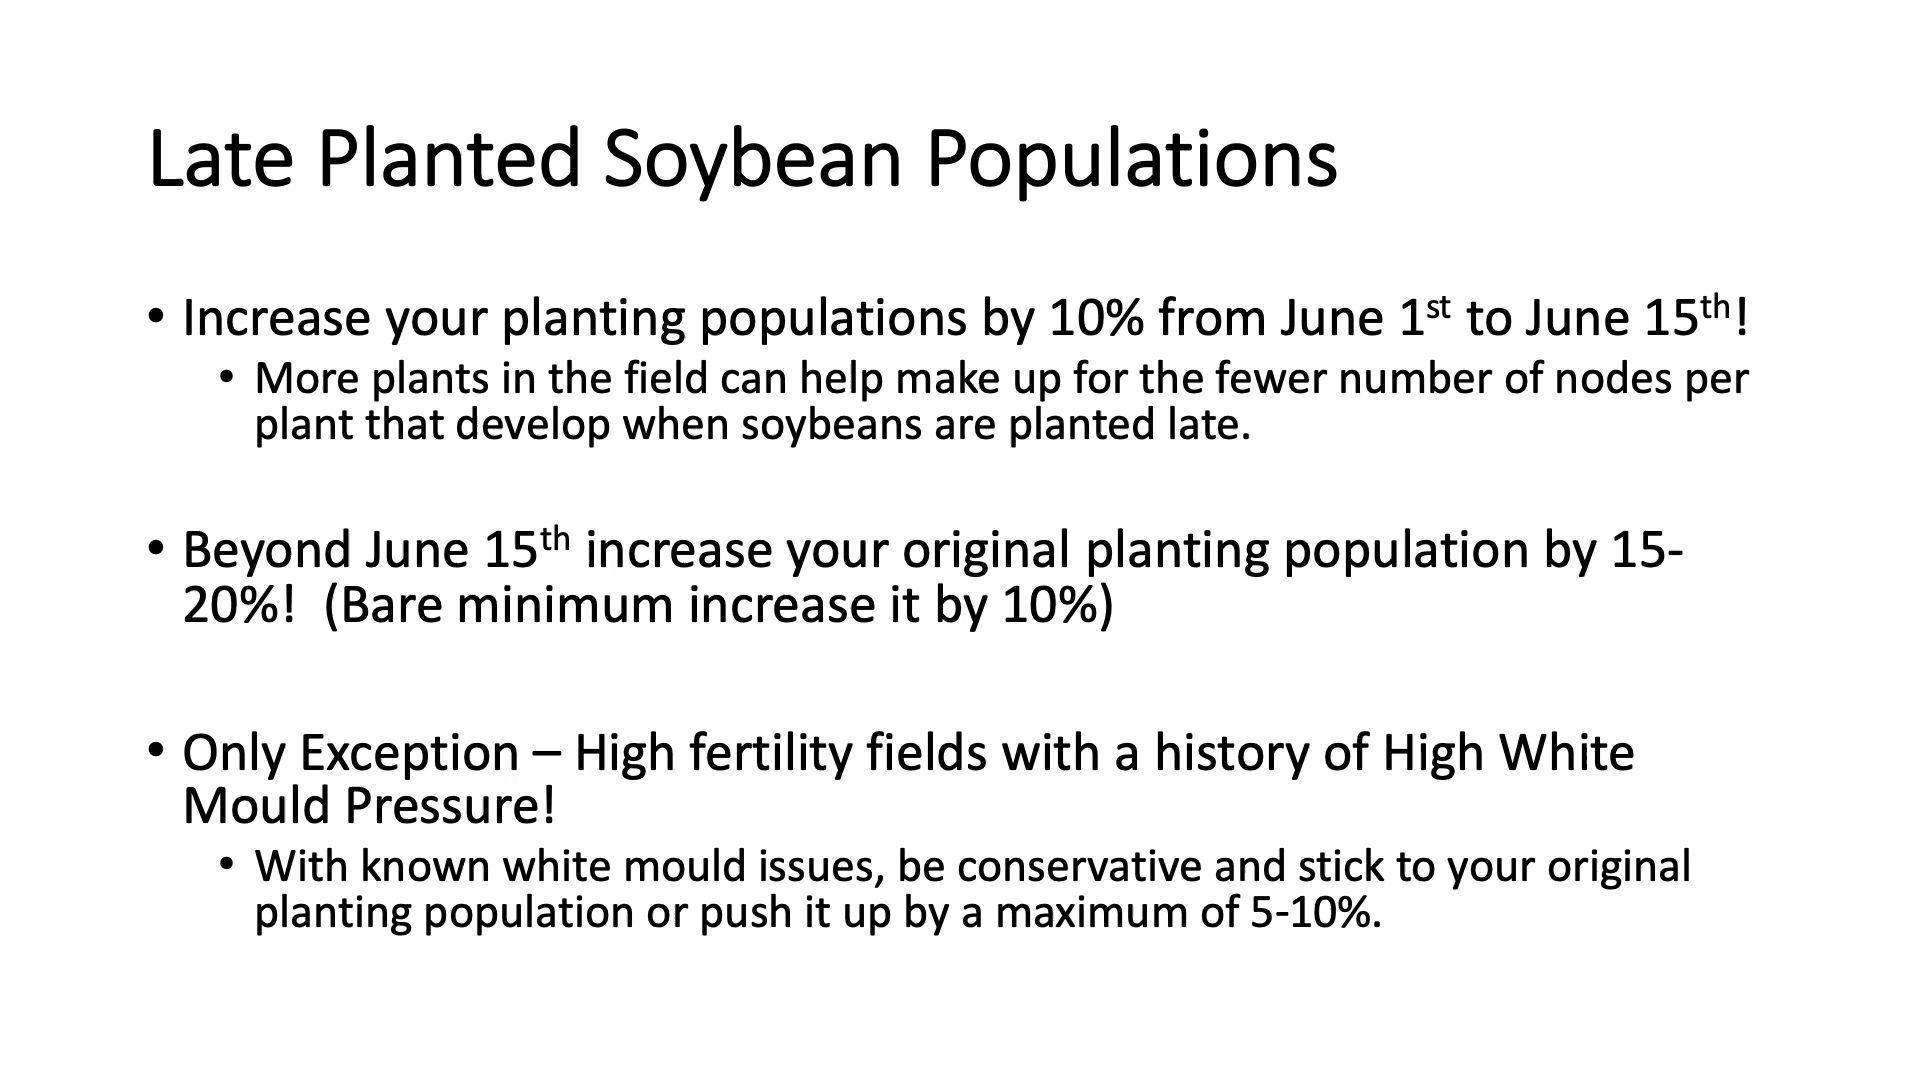 Late Planted Soybean Populations
• Increase your planting populations by 10% from June 1st to June 15th!
• More plants in the field can help make up for the fewer number of nodes per
plant that develop when soybeans are planted late.
• Beyond June 15th increase your original planting population by 15-
20%!  (Bare minimum increase it by 10%)
• Only Exception – High fertility fields with a history of High White
Mould Pressure!
• With known white mould issues, be conservative and stick to your original
planting population or push it up by a maximum of 5-10%.